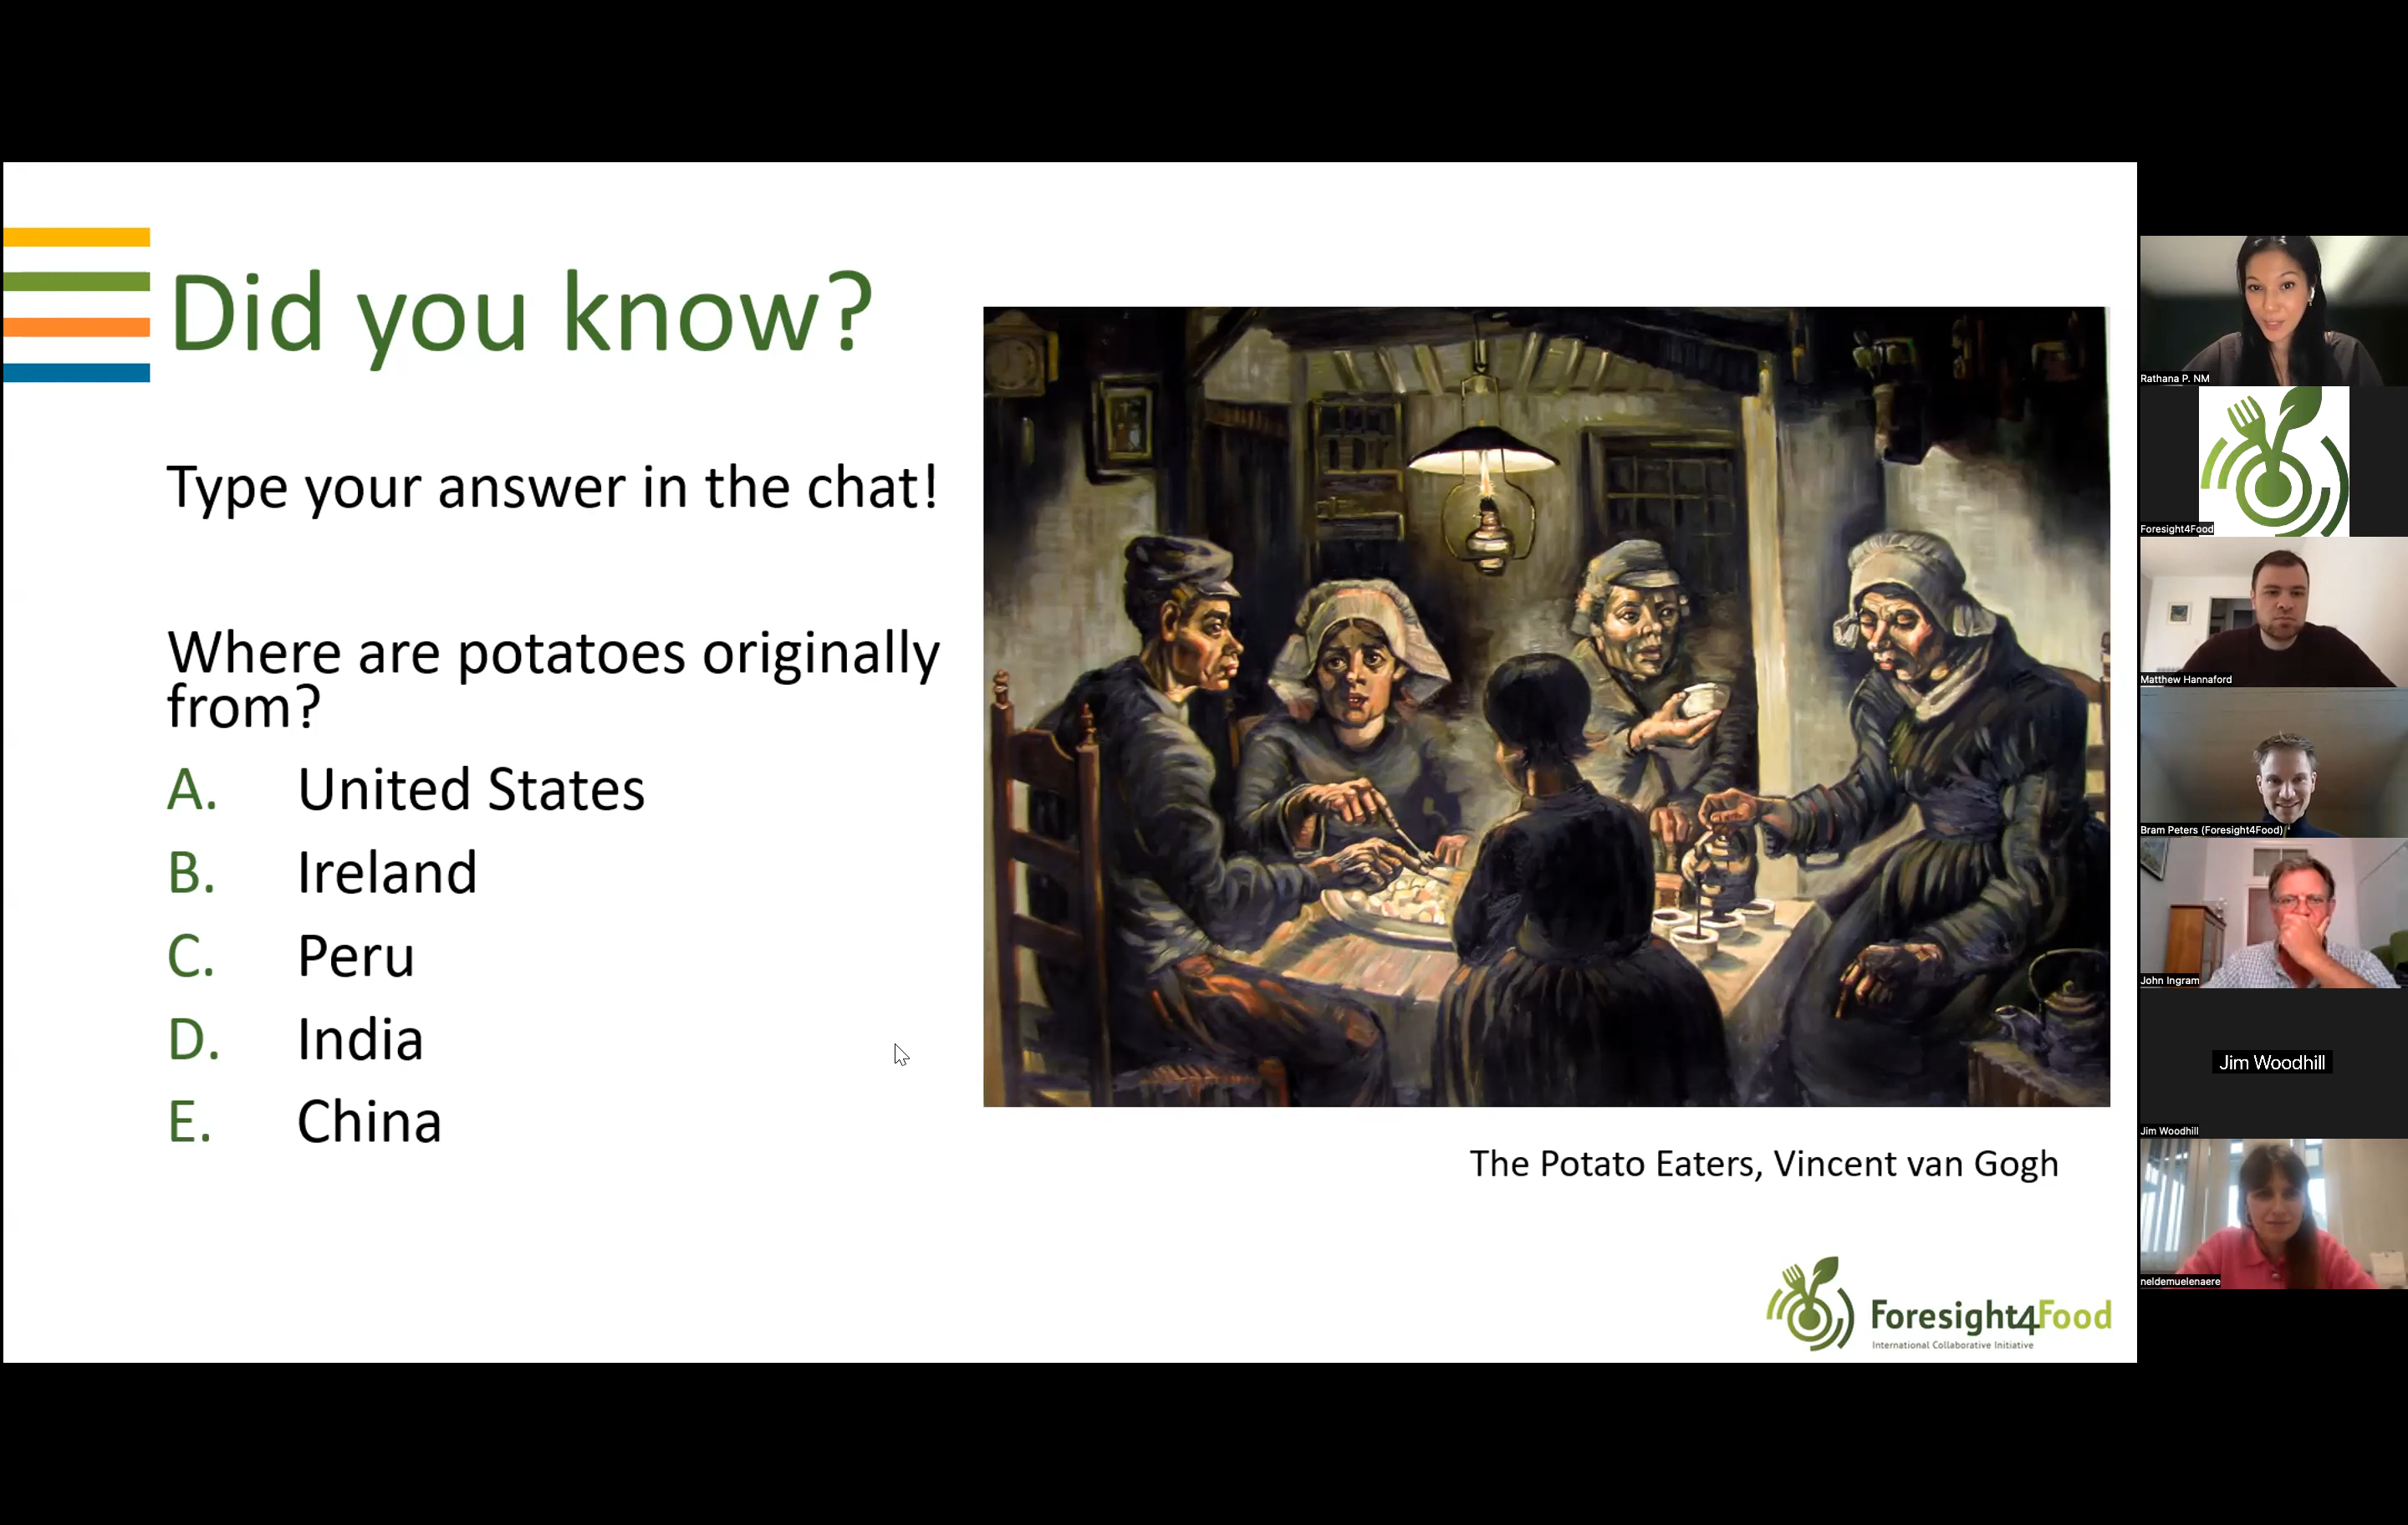 Did you know?
Type your answer in the chat!
Where are potatoes originally
from?
A. United States
B. Ireland
C. Peru
D. India
E. China
The Potato Eaters, Vincent van Gogh
Foresight4Food
International Collaborative Initiative
Rathana P. NM
Foresight4Food
Matthew Hannaford
Bram Peters (Foresight4Food)
John Ingram
Jim Woodhill
Jim Woodhill
neldemuelenaere